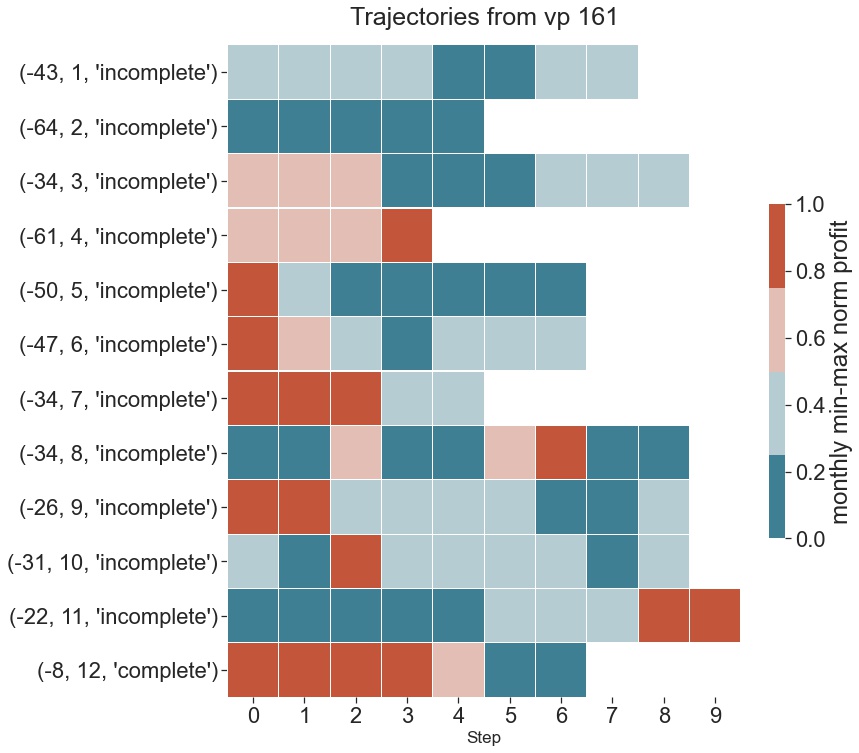 Trajectories from vp 161
(-43, 1, 'incomplete')
(-64, 2, 'incomplete')
(-34, 3, 'incomplete')
(-61, 4, 'incomplete')
(-50, 5, 'incomplete')
(-47, 6, 'incomplete')
(-34, 7, 'incomplete')
(-34, 8, 'incomplete')
(-26, 9, 'incomplete')
(-31, 10, 'incomplete')
(-22, 11, 'incomplete')
(-8, 12, 'complete')
0 1 2 3 4 5 6 7 8 9
Step
1.0
0.8
0.6
0.4
0.2
0.0
monthly min-max norm profit